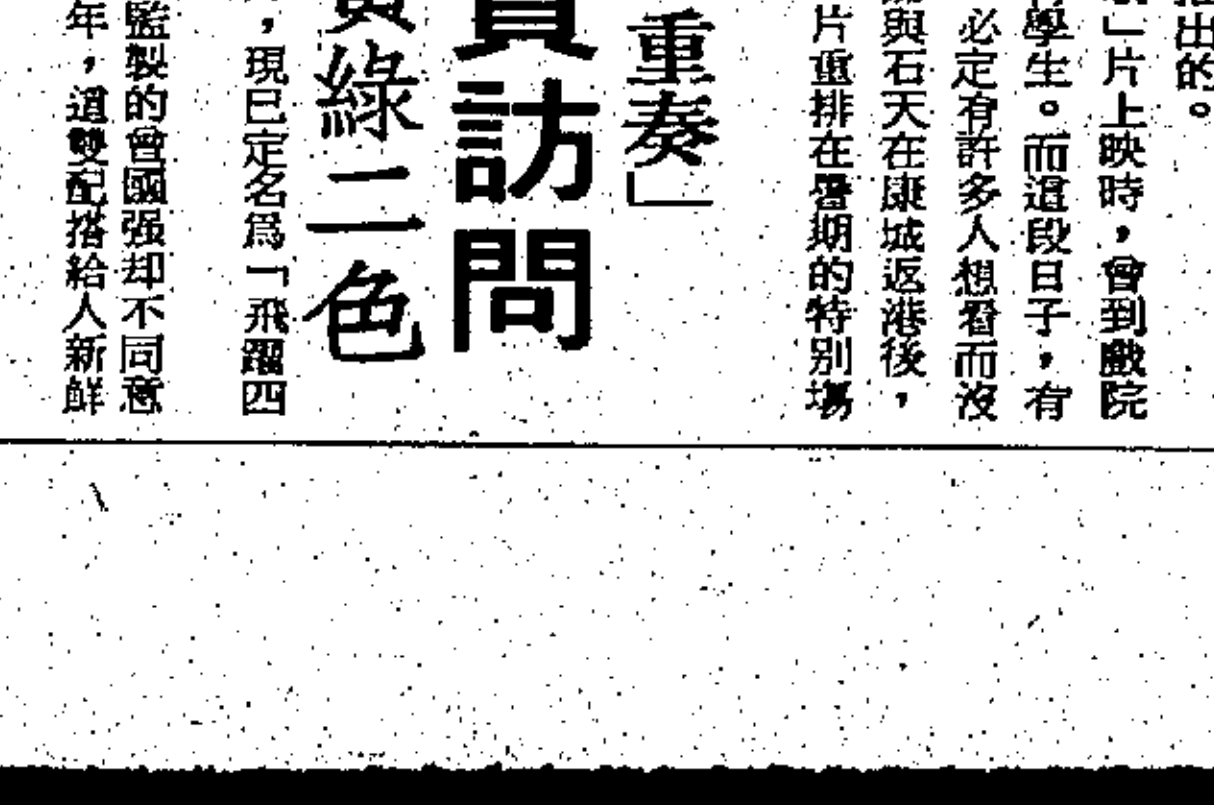 出的。
」片上映時，曾到戲院
學生。而這段日子，有
必定有許多人想看而沒
與石天在康城返港後，
片重排在暑期的特別場
重奏」
訪問
綠二色
，現已定名爲「飛躍四
監製的曾國强却不同意
年，這雙配搭給人新鮮